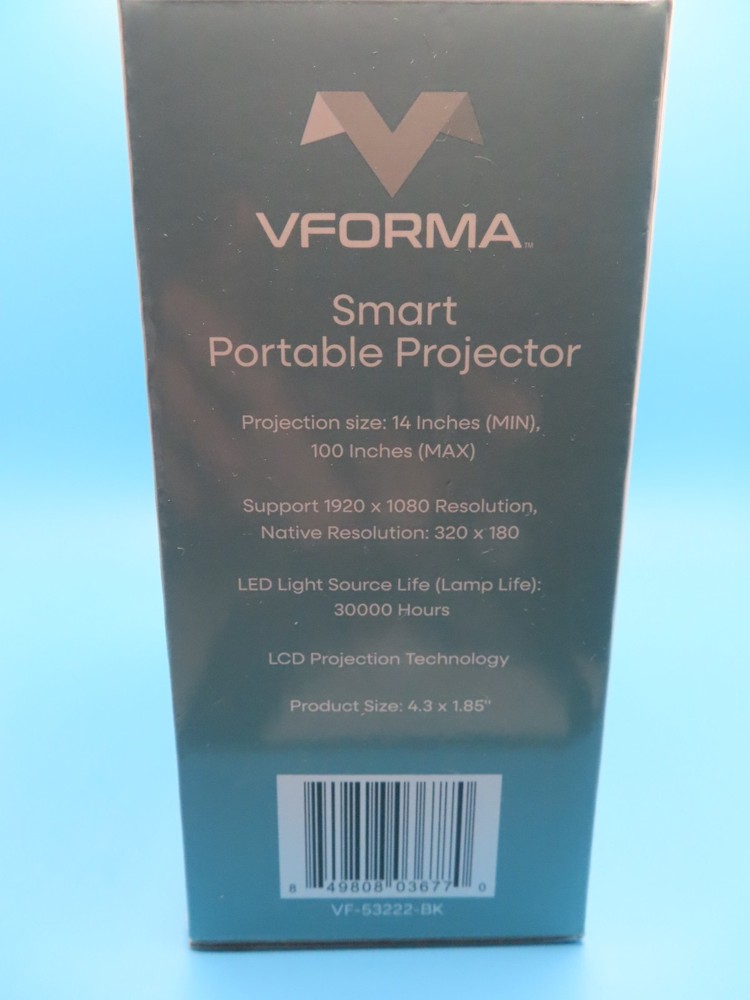 VFORMA™
Smart
Portable Projector
Projection size: 14 Inches (MIN),
100 Inches (MAX)
Support 1920 x 1080 Resolution,
Native Resolution: 320 x 180
LED Light Source Life (Lamp Life):
30000 Hours
LCD Projection Technology
Product Size: 4.3 x 1.85"
8 49808 03677 0
VF-53222-BK